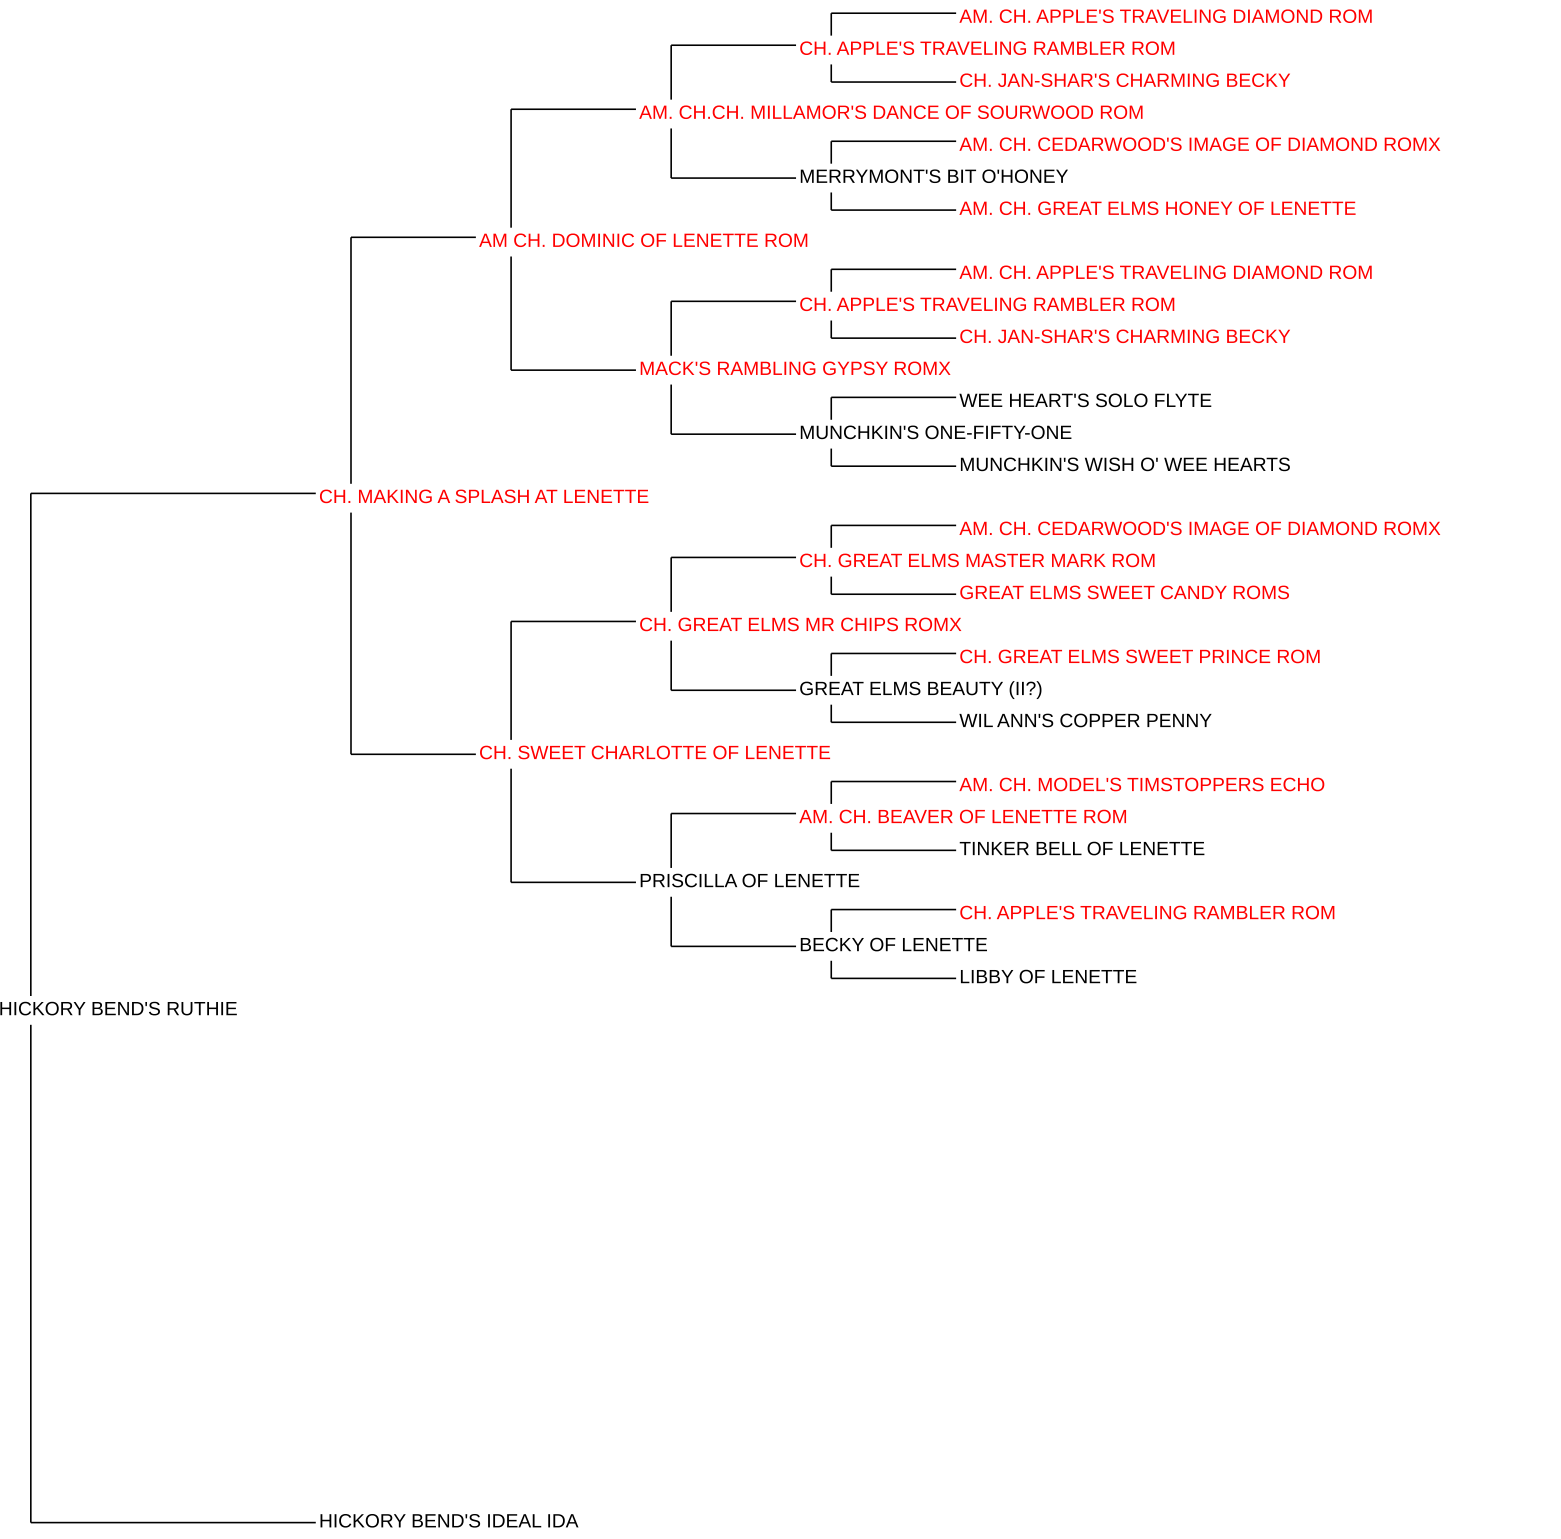 AM. CH. APPLE'S TRAVELING DIAMOND ROM
CH. APPLE'S TRAVELING RAMBLER ROM
CH. JAN-SHAR'S CHARMING BECKY
AM. CH.CH. MILLAMOR'S DANCE OF SOURWOOD ROM
AM. CH. CEDARWOOD'S IMAGE OF DIAMOND ROMX
MERRYMONT'S BIT O'HONEY
AM. CH. GREAT ELMS HONEY OF LENETTE
AM CH. DOMINIC OF LENETTE ROM
AM. CH. APPLE'S TRAVELING DIAMOND ROM
CH. APPLE'S TRAVELING RAMBLER ROM
CH. JAN-SHAR'S CHARMING BECKY
MACK'S RAMBLING GYPSY ROMX
WEE HEART'S SOLO FLYTE
MUNCHKIN'S ONE-FIFTY-ONE
MUNCHKIN'S WISH O' WEE HEARTS
CH. MAKING A SPLASH AT LENETTE
AM. CH. CEDARWOOD'S IMAGE OF DIAMOND ROMX
CH. GREAT ELMS MASTER MARK ROM
GREAT ELMS SWEET CANDY ROMS
CH. GREAT ELMS MR CHIPS ROMX
CH. GREAT ELMS SWEET PRINCE ROM
GREAT ELMS BEAUTY (II?)
WIL ANN'S COPPER PENNY
CH. SWEET CHARLOTTE OF LENETTE
AM. CH. MODEL'S TIMSTOPPERS ECHO
AM. CH. BEAVER OF LENETTE ROM
TINKER BELL OF LENETTE
PRISCILLA OF LENETTE
CH. APPLE'S TRAVELING RAMBLER ROM
BECKY OF LENETTE
LIBBY OF LENETTE
HICKORY BEND'S RUTHIE
HICKORY BEND'S IDEAL IDA